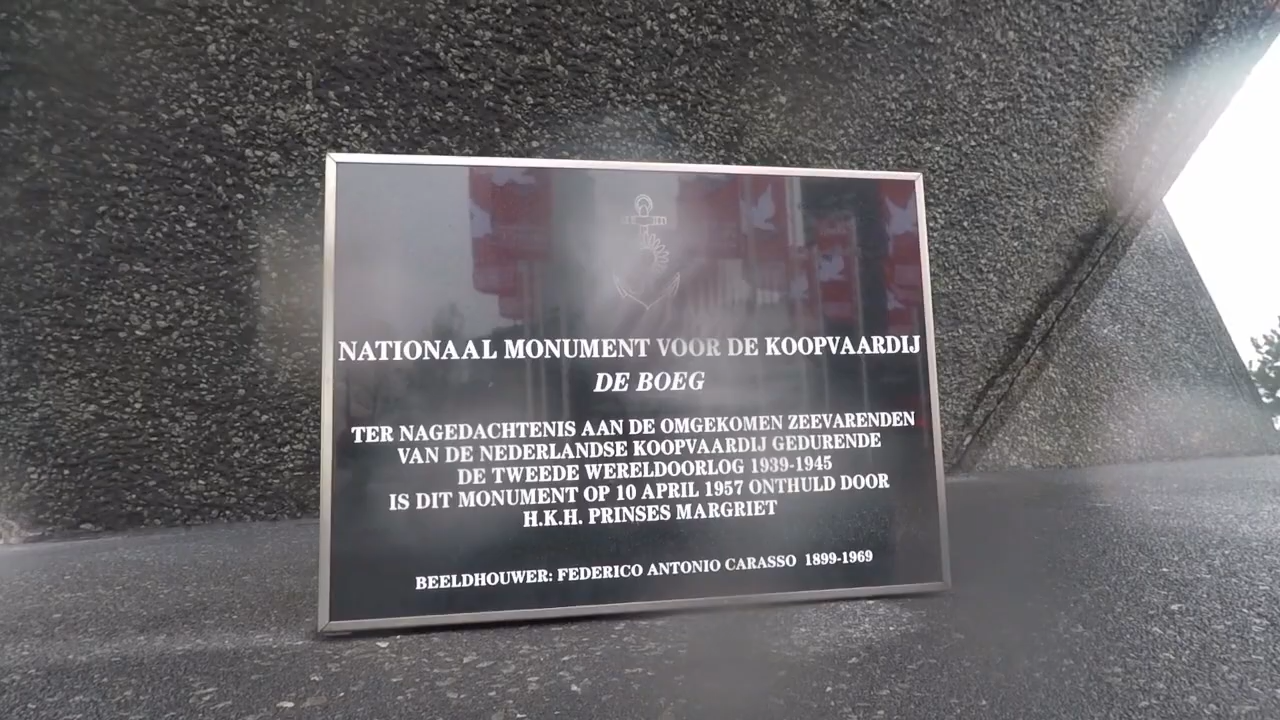 NATIONAAL MONUMENT VOOR DE KOOPVAARDIJ
DE BOEG
TER NAGEDACHTENIS AAN DE OMGEKOMEN ZEEVARENDEN
VAN DE NEDERLANDSE KOOPVAARDIJ GEDURENDE
DE TWEEDE WERELDOORLOG 1939-1945
IS DIT MONUMENT OP 10 APRIL 1957 ONTHULD DOOR
H.K.H. PRINSES MARGRIET
BEELDHOUWER: FEDERICO ANTONIO CARASSO 1899-1969